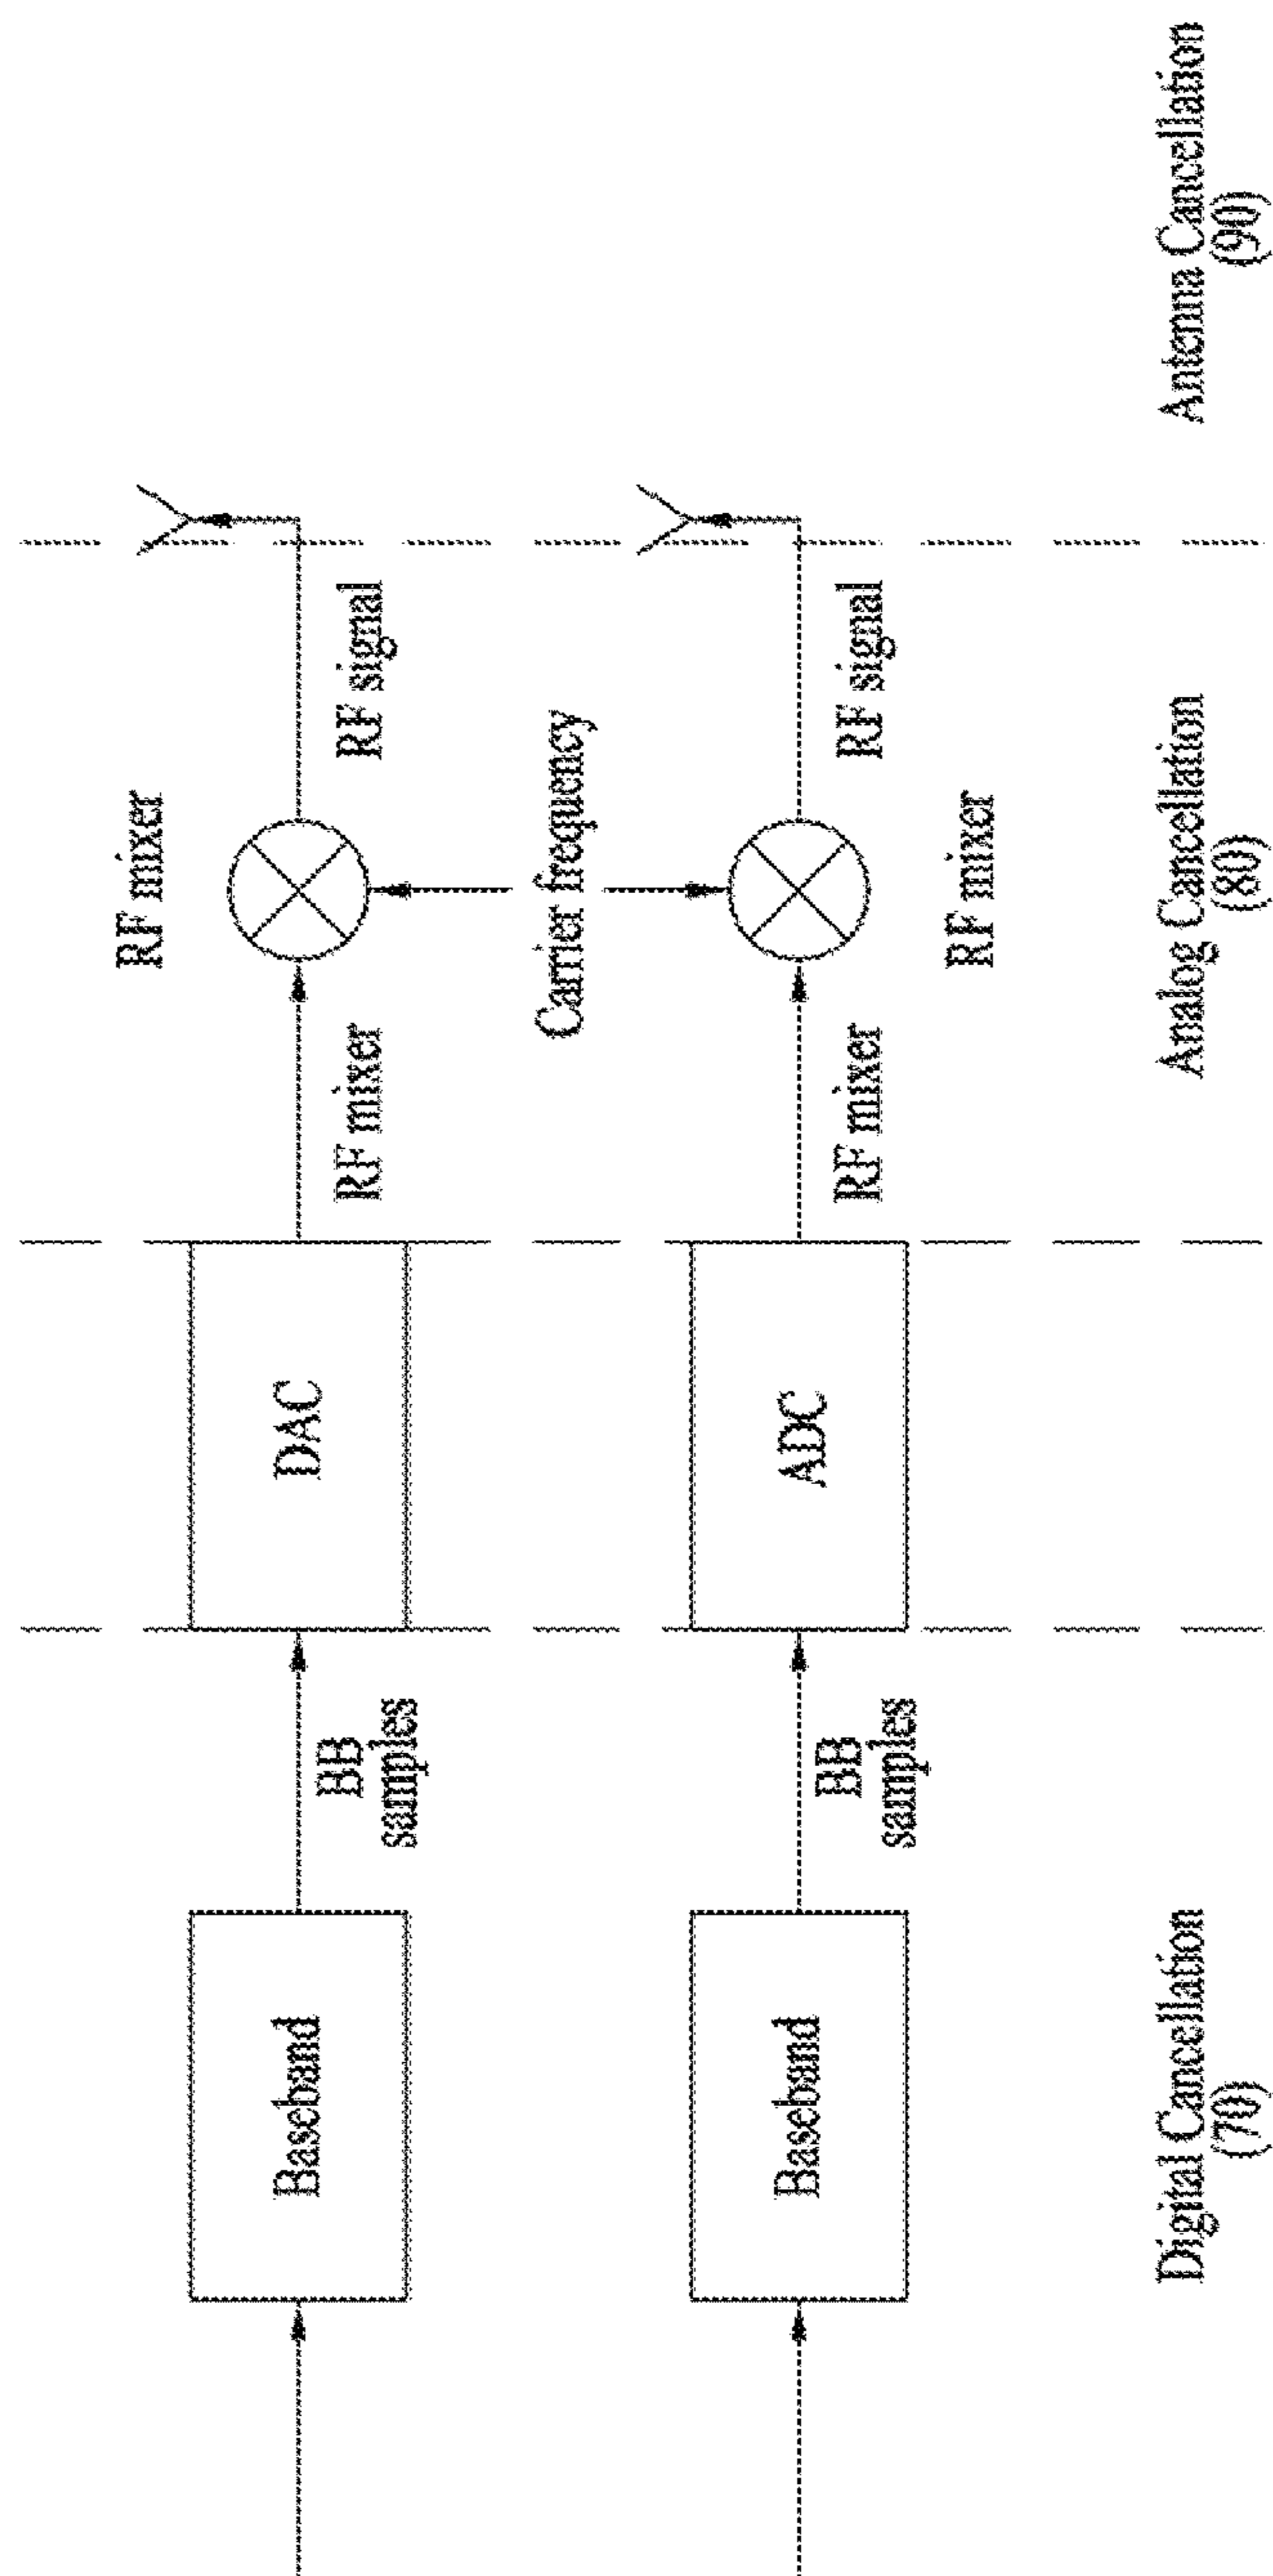 Baseband
BB
samples
DAC
RF mixer
RF mixer
RF signal
Carrier frequency
Baseband
BB
samples
ADC
RF mixer
RF mixer
RF signal
Digital Cancellation
(70)
Analog Cancellation
(80)
Antenna Cancellation
(90)